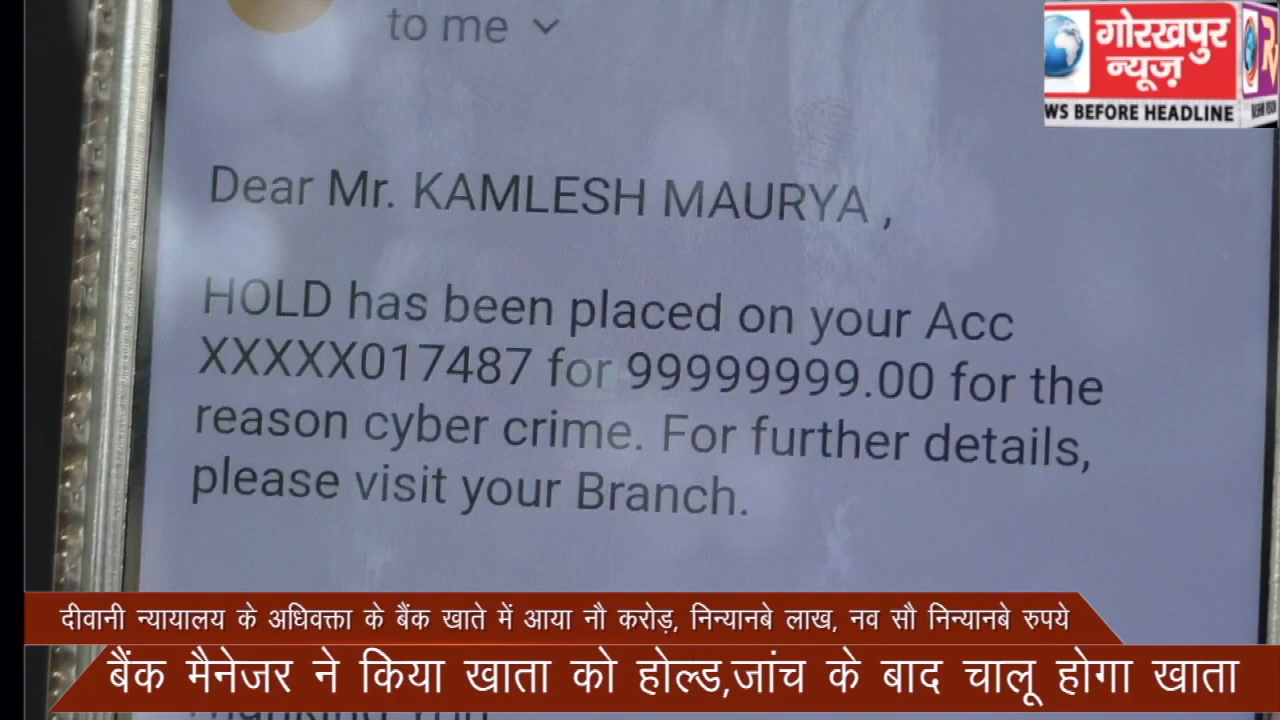 to me
गोरखपुर
न्यूज़
WS BEFORE HEADLINE
Dear Mr. KAMLESH MAURYA ,
HOLD has been placed on your Acc
XXXXX017487 for 99999999.00 for the
reason cyber crime. For further details,
please visit your Branch.
दीवानी न्यायालय के अधिवक्ता के बैंक खाते में आया नौ करोड़, निन्यानबे लाख, नव सौ निन्यानबे रुपये
बैंक मैनेजर ने किया खाता को होल्ड,जांच के बाद चालू होगा खाता